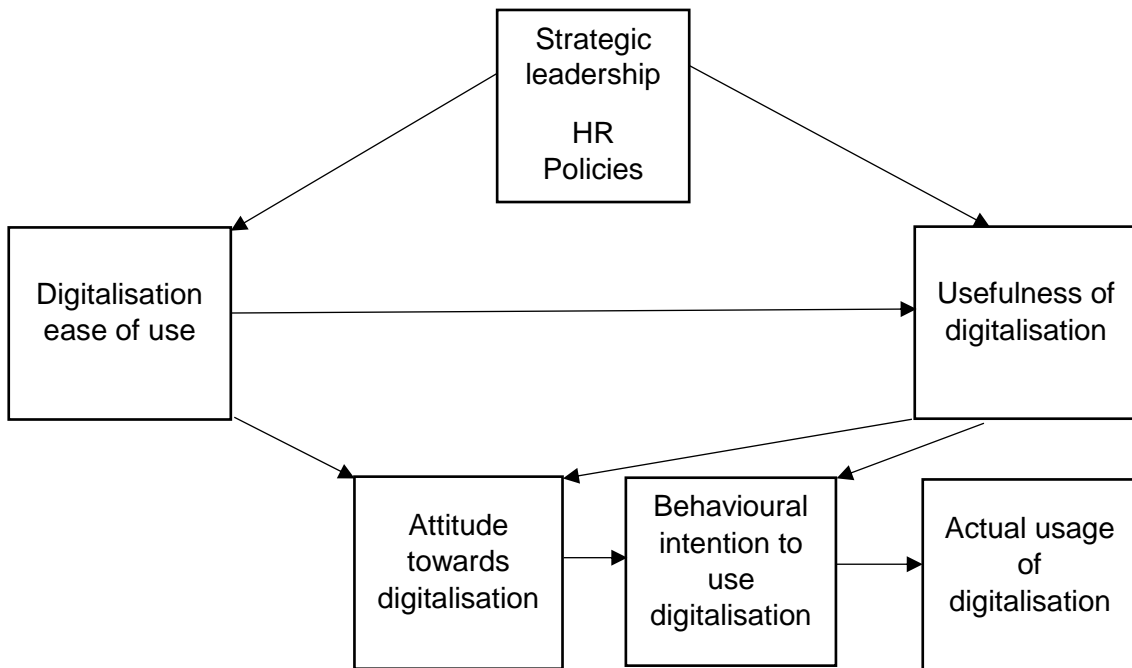 Strategic
leadership
HR
Policies
Digitalisation
ease of use
Usefulness of
digitalisation
Attitude
towards
digitalisation
Behavioural
intention to
use
digitalisation
Actual usage
of
digitalisation